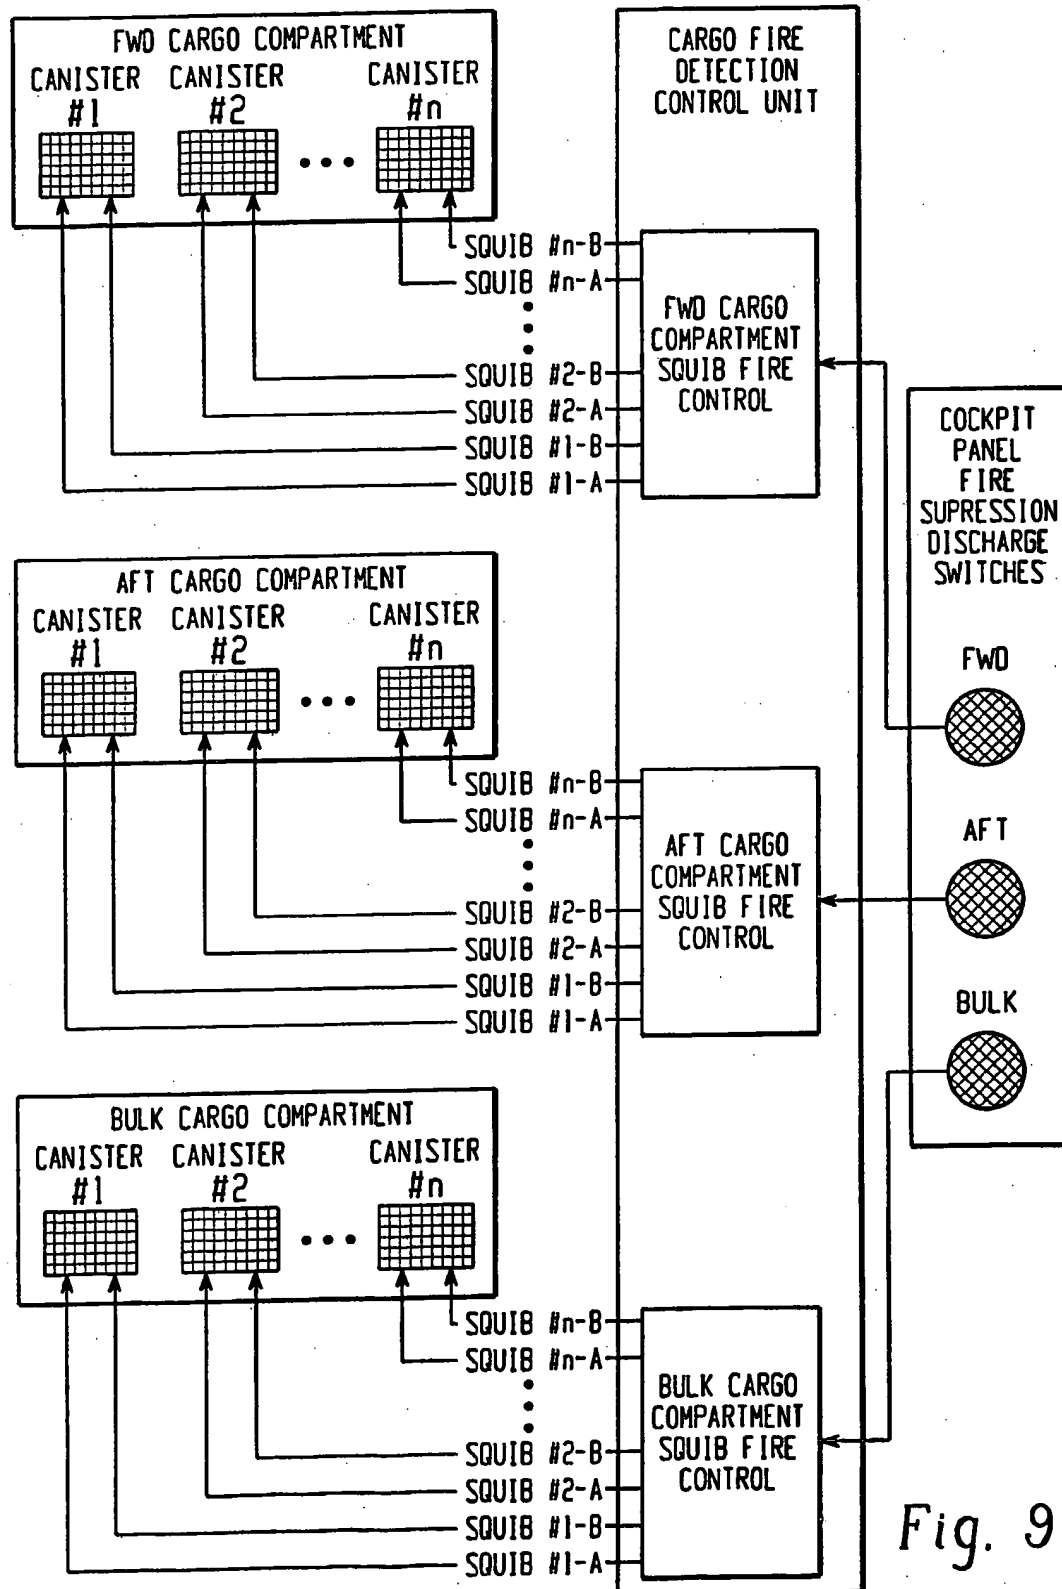 FWD CARGO COMPARTMENT
CANISTER #1
CANISTER #2
CANISTER #n
SQUIB #n-B
SQUIB #n-A
SQUIB #2-B
SQUIB #2-A
SQUIB #1-B
SQUIB #1-A
AFT CARGO COMPARTMENT
CANISTER #1
CANISTER #2
CANISTER #n
SQUIB #n-B
SQUIB #n-A
SQUIB #2-B
SQUIB #2-A
SQUIB #1-B
SQUIB #1-A
BULK CARGO COMPARTMENT
CANISTER #1
CANISTER #2
CANISTER #n
SQUIB #n-B
SQUIB #n-A
SQUIB #2-B
SQUIB #2-A
SQUIB #1-B
SQUIB #1-A
CARGO FIRE
DETECTION
CONTROL UNIT
FWD CARGO
COMPARTMENT
SQUIB FIRE
CONTROL
AFT CARGO
COMPARTMENT
SQUIB FIRE
CONTROL
BULK CARGO
COMPARTMENT
SQUIB FIRE
CONTROL
COCKPIT
PANEL
FIRE
SUPRESSION
DISCHARGE
SWITCHES
FWD
AFT
BULK
Fig. 9